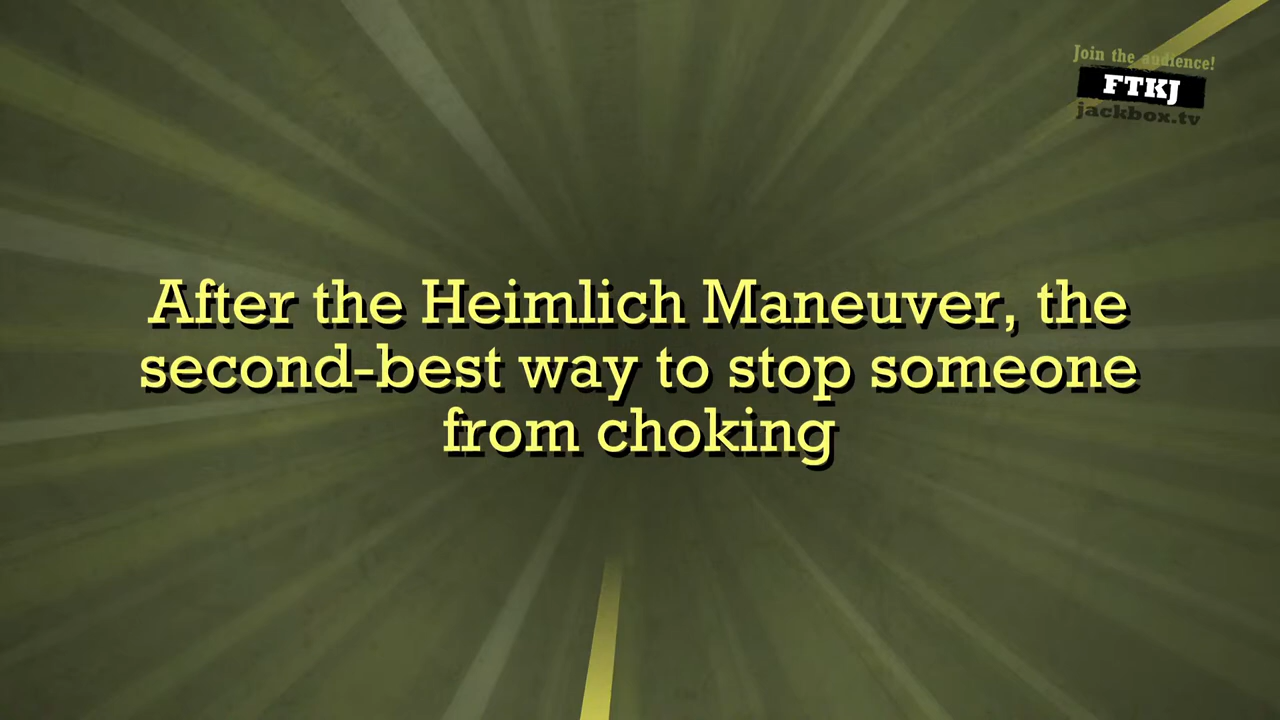 Join the audience!
FTKJ
jackbox.tv
After the Heimlich Maneuver, the
second-best way to stop someone
from choking